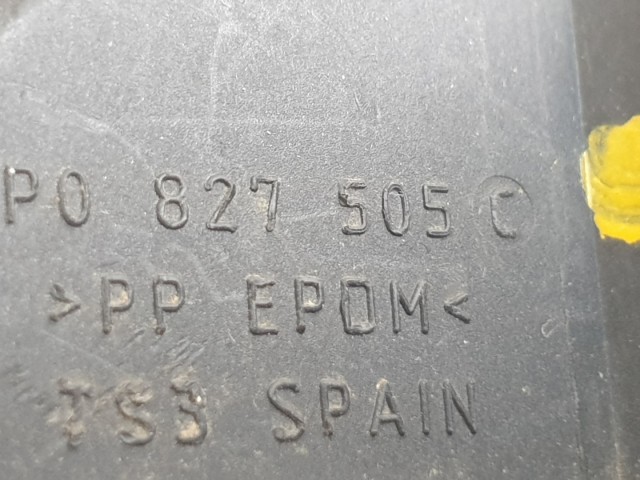 P0 827 505 C
>PP EPDM<
TS3 SPAIN